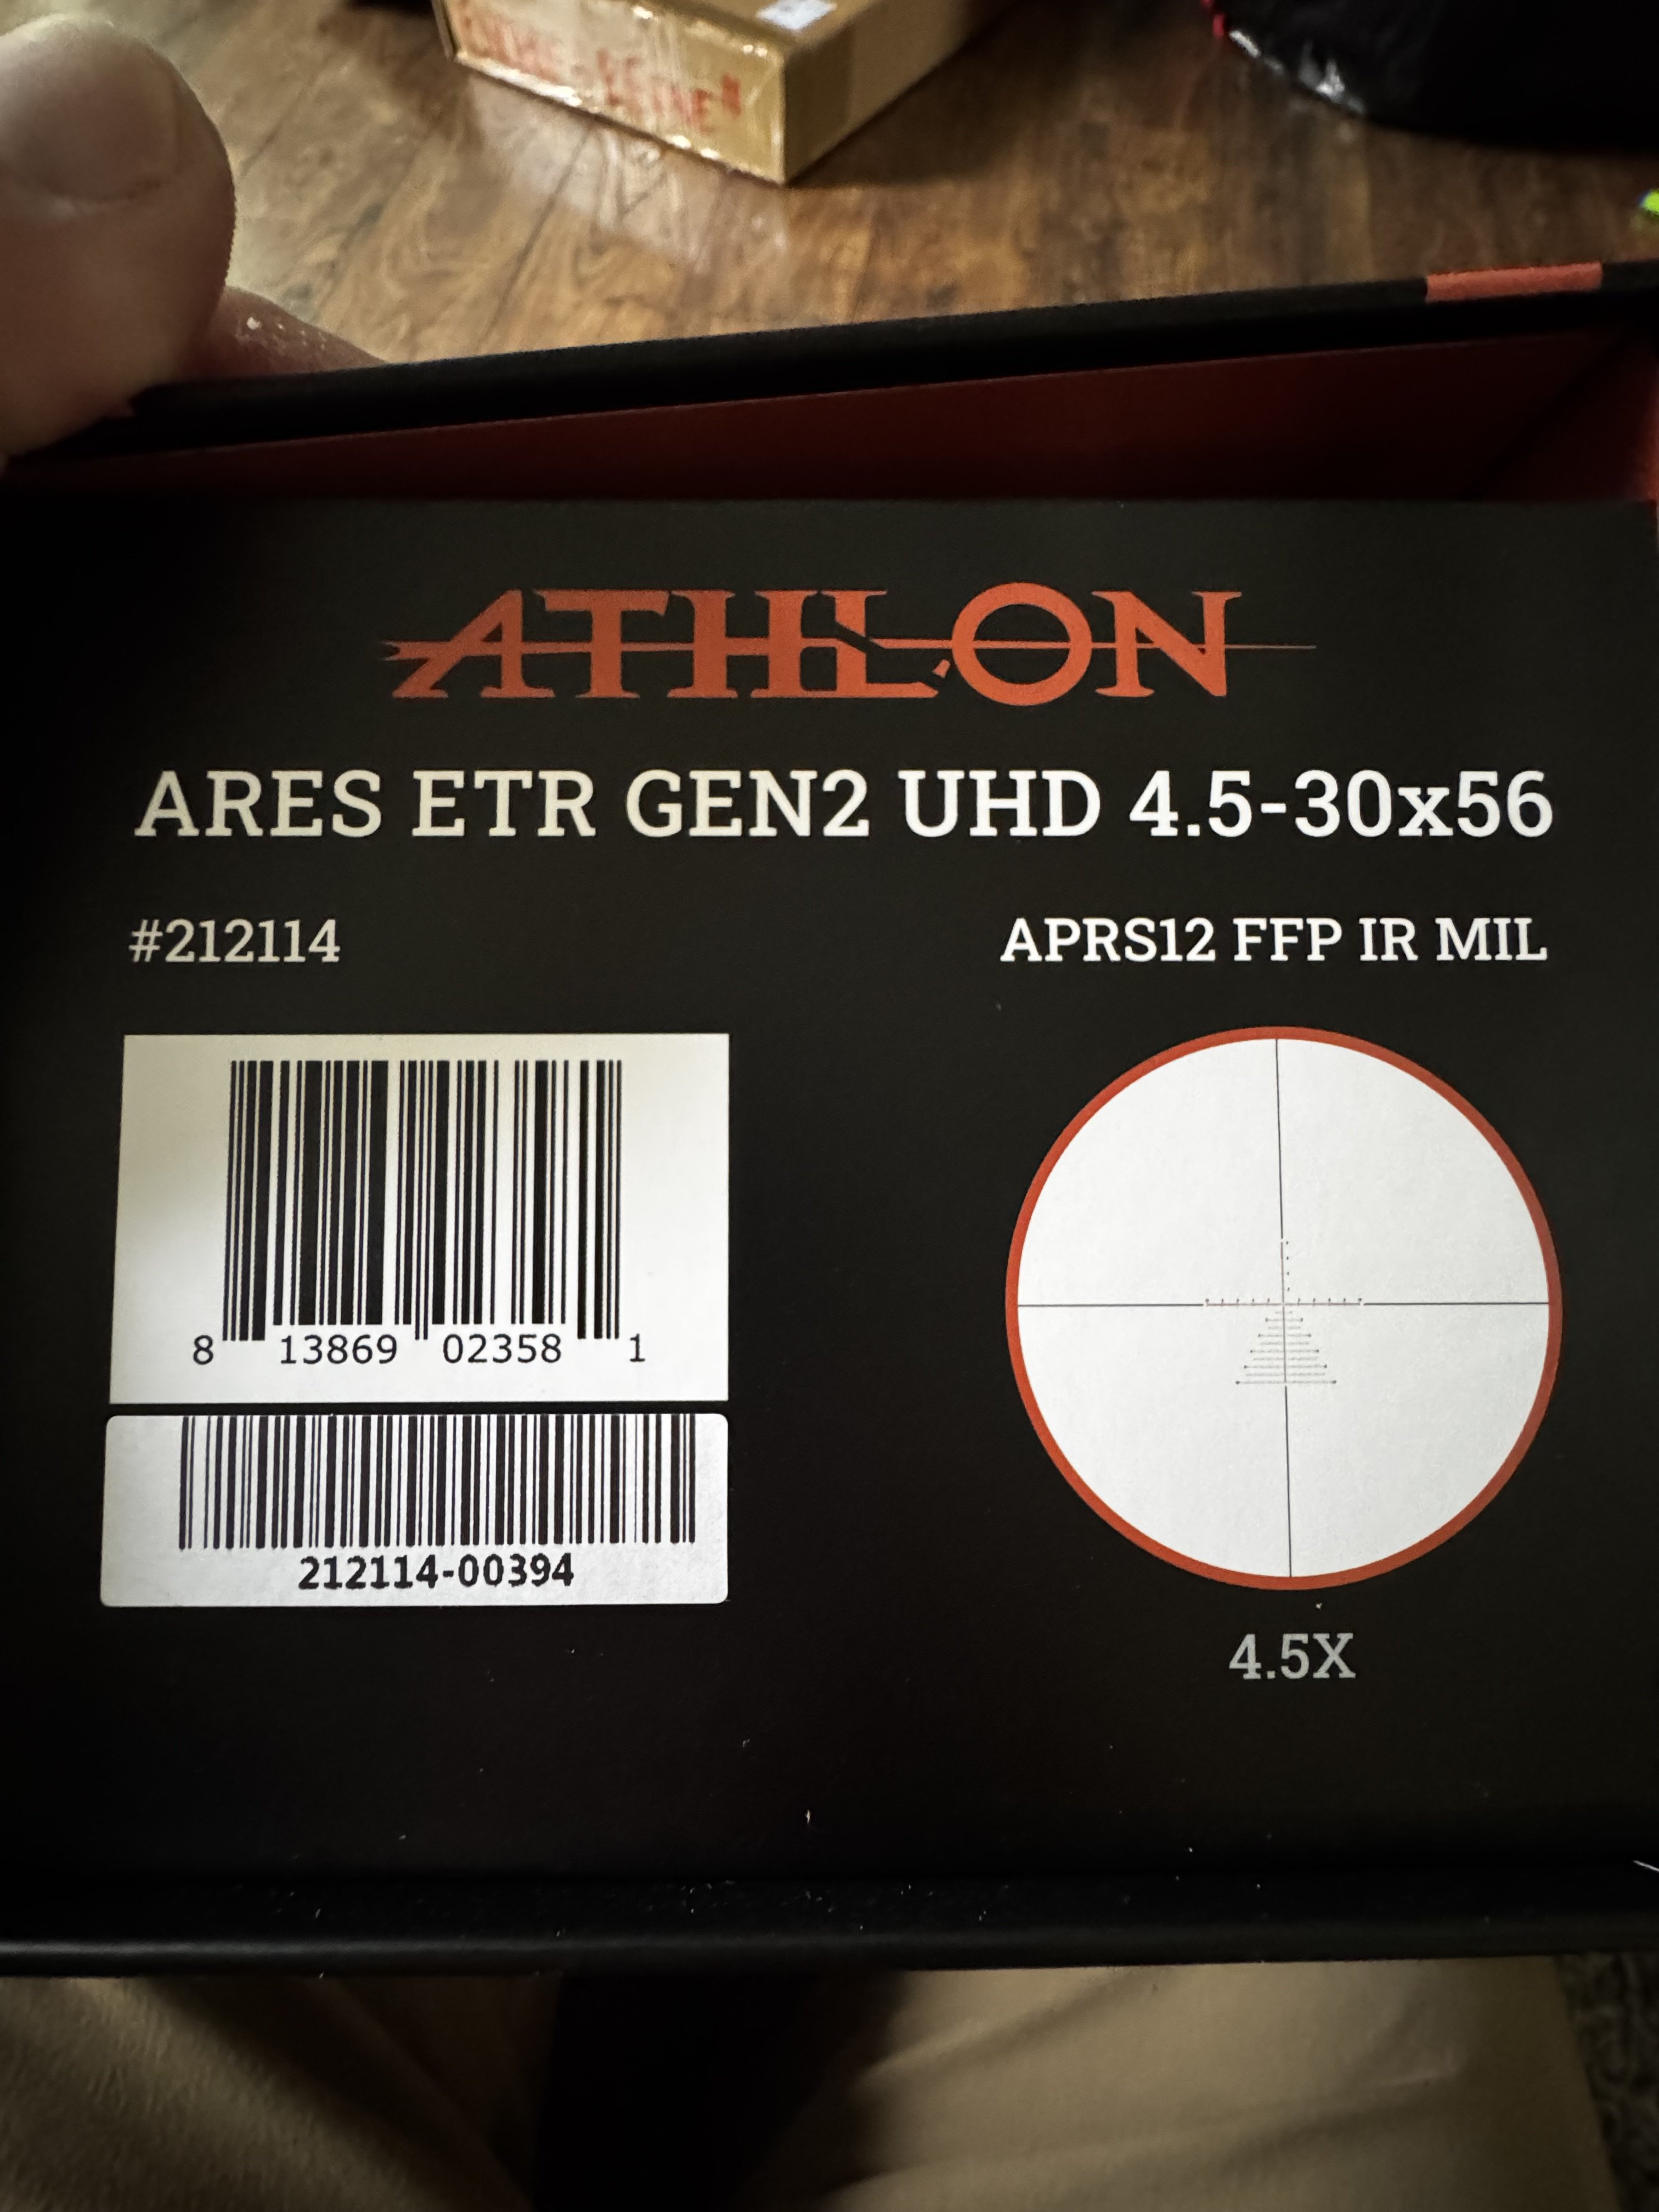 ATHLON
ARES ETR GEN2 UHD 4.5-30x56
#212114
APRS12 FFP IR MIL
8 13869 02358 1
212114-00394
4.5X